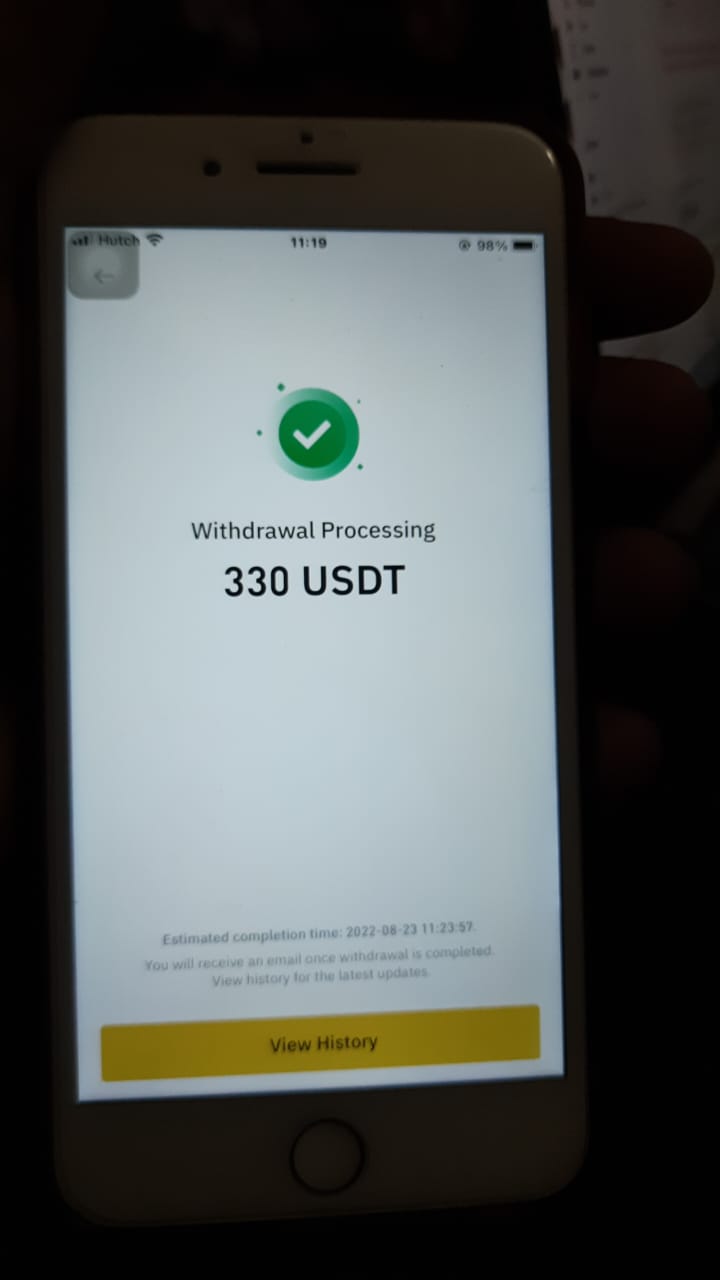 Hutch 11:19 98%
Withdrawal Processing
330 USDT
Estimated completion time: 2022-08-23 11:23:57.
You will receive an email once withdrawal is completed.
View history for the latest updates.
View History